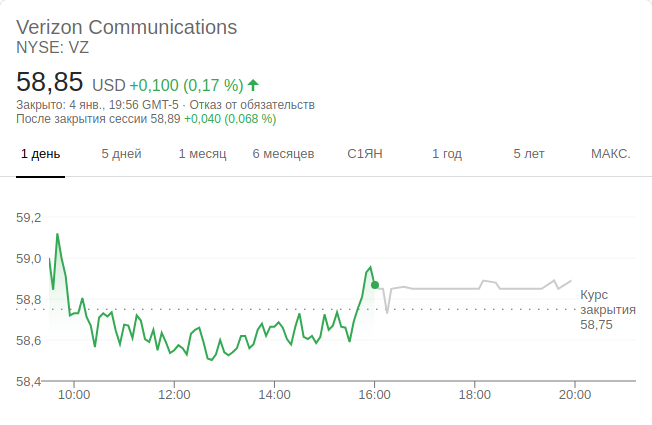 Verizon Communications
NYSE: VZ
58,85 USD +0,100 (0,17 %)
Закрыто: 4 янв., 19:56 GMT-5 · Отказ от обязательств
После закрытия сессии 58,89 +0,040 (0,068 %)
1 день 5 дней 1 месяц 6 месяцев С1ЯН 1 год 5 лет МАКС.
59,2
59,0
58,8
58,6
58,4
Курс
закрытия
58,75
10:00 12:00 14:00 16:00 18:00 20:00